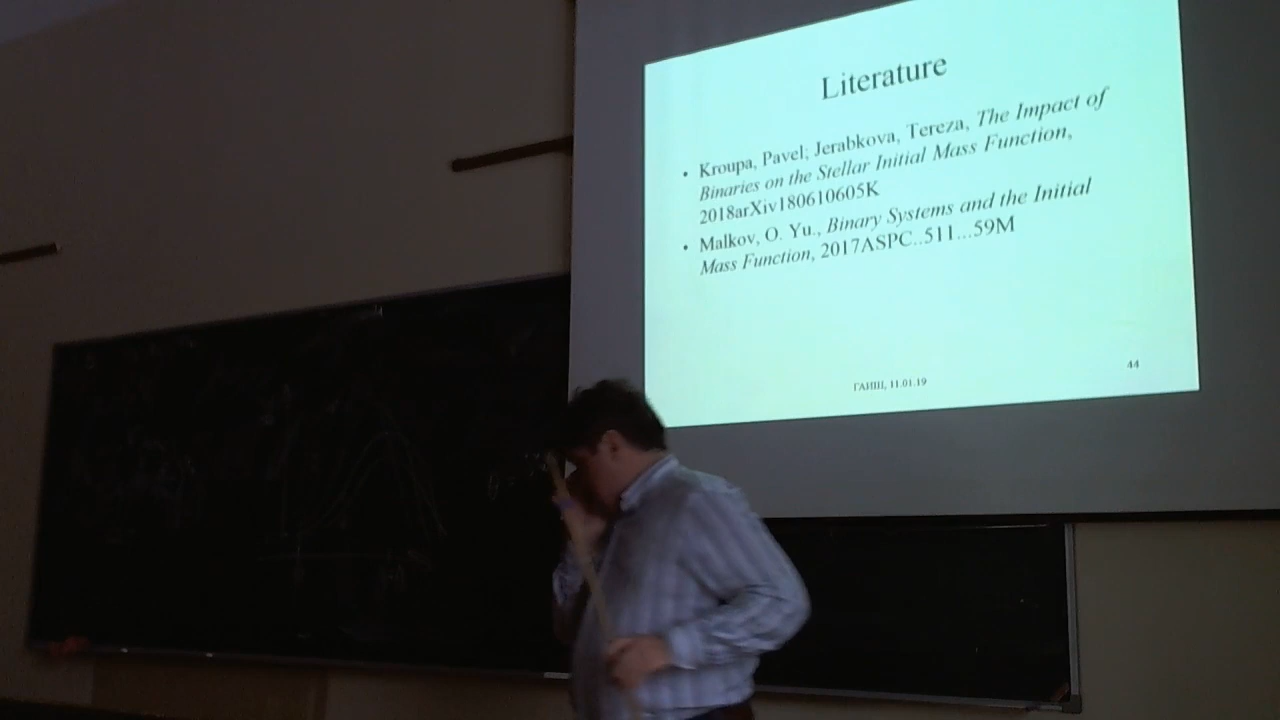 Literature
• Kroupa, Pavel; Jerabkova, Tereza, The Impact of
Binaries on the Stellar Initial Mass Function,
2018arXiv180610605K
• Malkov, O. Yu., Binary Systems and the Initial
Mass Function, 2017ASPC..511...59M
ГАИШ, 11.01.19
44